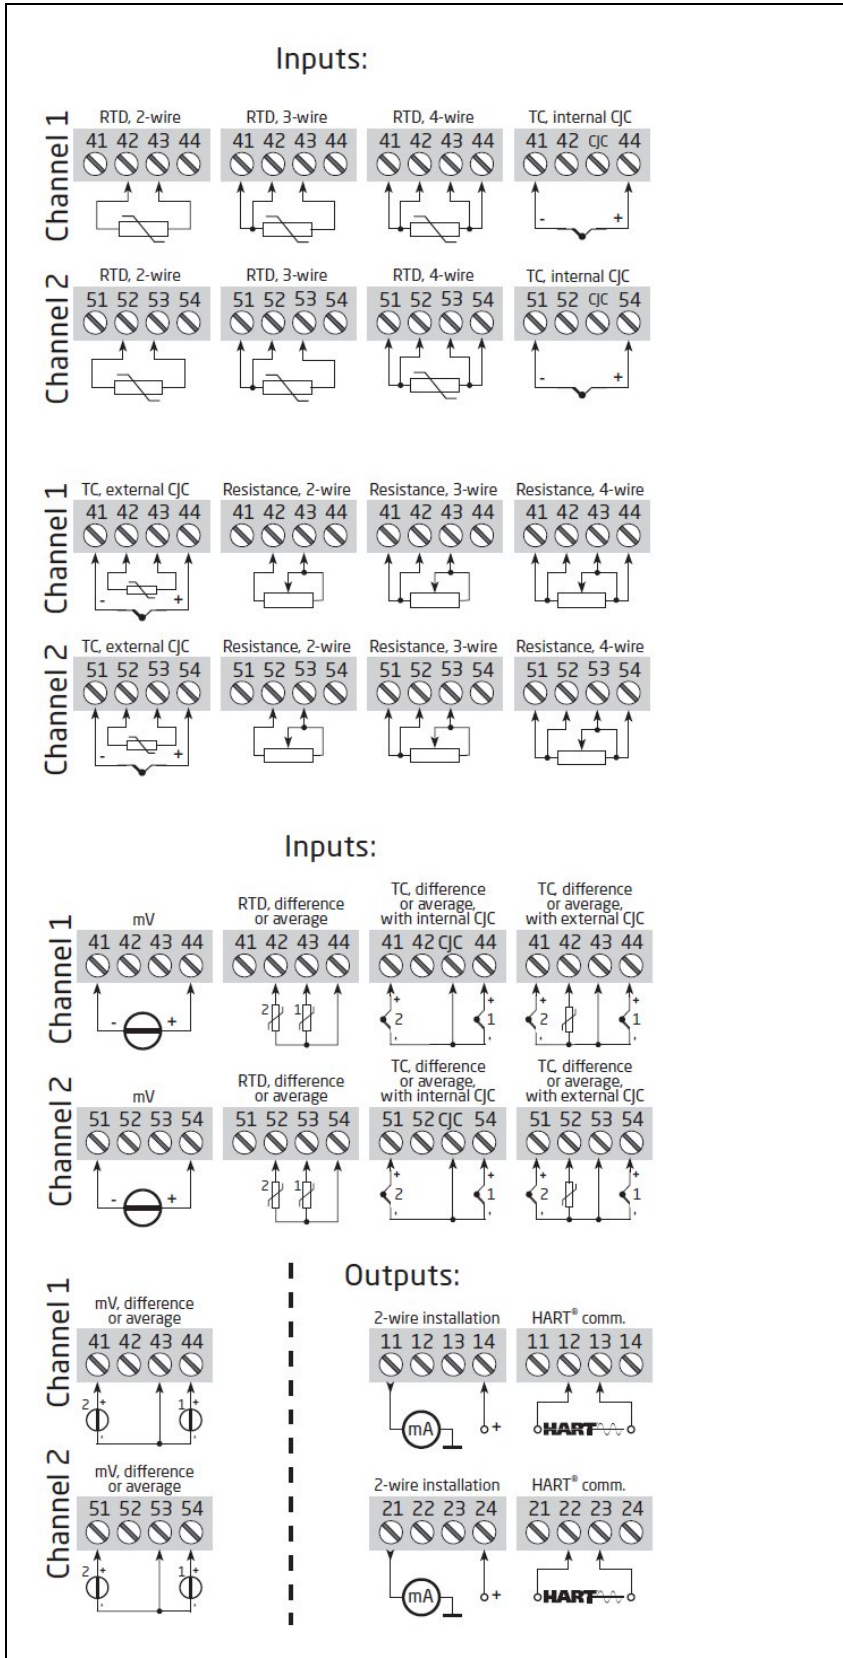 Inputs:
Channel 1
RTD, 2-wire
41 42 43 44
RTD, 3-wire
41 42 43 44
RTD, 4-wire
41 42 43 44
TC, internal CJC
41 42 CJC 44
- +
Channel 2
RTD, 2-wire
51 52 53 54
RTD, 3-wire
51 52 53 54
RTD, 4-wire
51 52 53 54
TC, internal CJC
51 52 CJC 54
- +
Channel 1
TC, external CJC
41 42 43 44
- +
Resistance, 2-wire
41 42 43 44
Resistance, 3-wire
41 42 43 44
Resistance, 4-wire
41 42 43 44
Channel 2
TC, external CJC
51 52 53 54
- +
Resistance, 2-wire
51 52 53 54
Resistance, 3-wire
51 52 53 54
Resistance, 4-wire
51 52 53 54
Inputs:
Channel 1
mV
41 42 43 44
- +
RTD, difference
or average
41 42 43 44
2 1
TC, difference
or average,
with internal CJC
41 42 CJC 44
+ +
2 1
- -
TC, difference
or average,
with external CJC
41 42 43 44
+ +
2 1
- -
Channel 2
mV
51 52 53 54
- +
RTD, difference
or average
51 52 53 54
2 1
TC, difference
or average,
with internal CJC
51 52 CJC 54
+ +
2 1
- -
TC, difference
or average,
with external CJC
51 52 53 54
+ +
2 1
- -
Channel 1
mV, difference
or average
41 42 43 44
2 + 1 +
- -
Channel 2
mV, difference
or average
51 52 53 54
2 + 1 +
- -
Outputs:
2-wire installation
11 12 13 14
mA +
HART® comm.
11 12 13 14
HART
2-wire installation
21 22 23 24
mA +
HART® comm.
21 22 23 24
HART